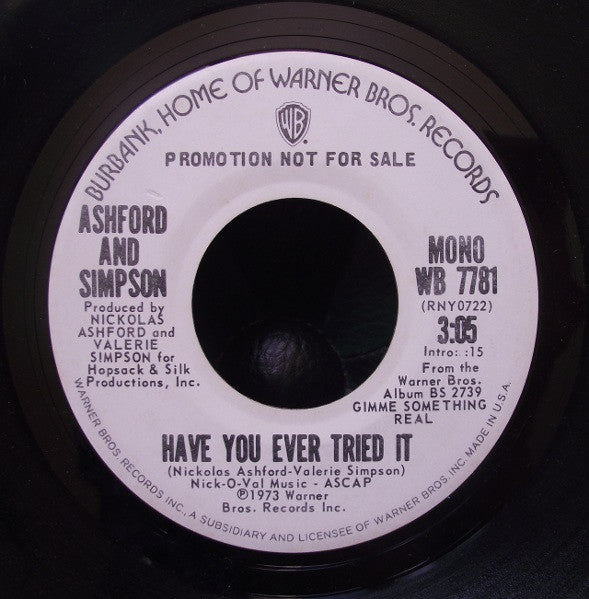 BURBANK, HOME OF WARNER BROS. RECORDS
WB
PROMOTION NOT FOR SALE
ASHFORD
AND
SIMPSON
Produced by
NICKOLAS
ASHFORD and
VALERIE
SIMPSON for
Hopsack & Silk
Productions, Inc.
MONO
WB 7781
(RNY0722)
3:05
Intro: :15
From the
Warner Bros.
Album BS 2739
GIMME SOMETHING
REAL
HAVE YOU EVER TRIED IT
(Nickolas Ashford-Valerie Simpson)
Nick-O-Val Music - ASCAP
℗1973 Warner
Bros. Records Inc.
WARNER BROS. RECORDS INC., A SUBSIDIARY AND LICENSEE OF WARNER BROS. INC. MADE IN U.S.A.